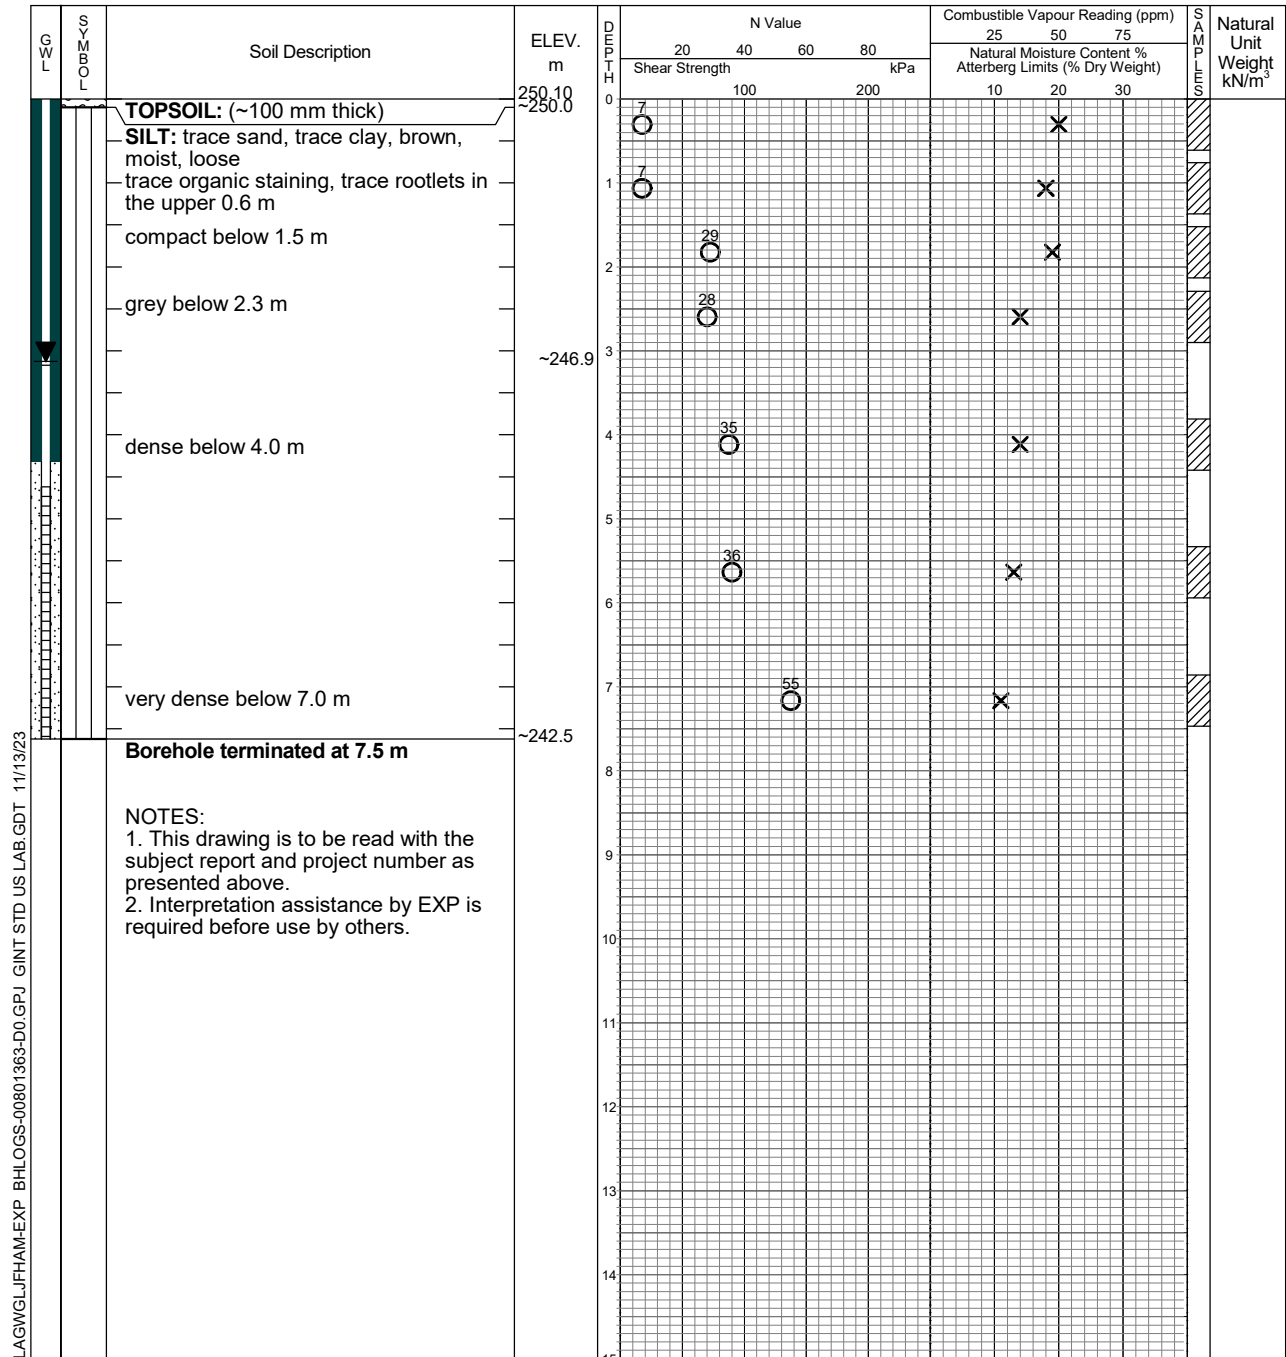 GWL
SYMBOL
Soil Description
ELEV.
m
DEPTH
N Value
20 40 60 80
Shear Strength kPa
100 200
Combustible Vapour Reading (ppm)
25 50 75
Natural Moisture Content %
Atterberg Limits (% Dry Weight)
10 20 30
SAMPLES
Natural
Unit
Weight
kN/m³
250.10
~250.0
TOPSOIL: (~100 mm thick)
SILT: trace sand, trace clay, brown,
moist, loose
trace organic staining, trace rootlets in
the upper 0.6 m
compact below 1.5 m
grey below 2.3 m
~246.9
dense below 4.0 m
very dense below 7.0 m
~242.5
Borehole terminated at 7.5 m
NOTES:
1. This drawing is to be read with the
subject report and project number as
presented above.
2. Interpretation assistance by EXP is
required before use by others.
0
1
2
3
4
5
6
7
8
9
10
11
12
13
14
7
7
29
28
35
36
55
LAGWGLJFHAM-EXP BHLOGS-00801363-D0.GPJ GINT STD US LAB.GDT 11/13/23